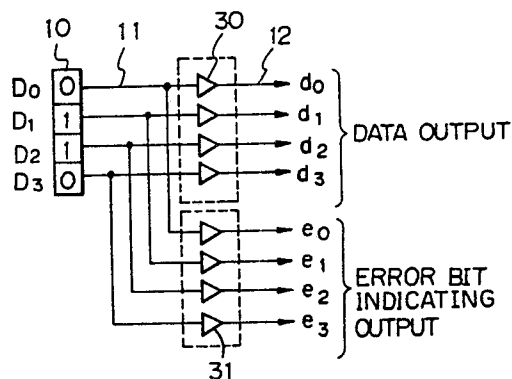 10 11 30 12
D0 0 d0
D1 1 d1
D2 1 d2
D3 0 d3
DATA OUTPUT
e0
e1
e2
e3
ERROR BIT
INDICATING
OUTPUT
31